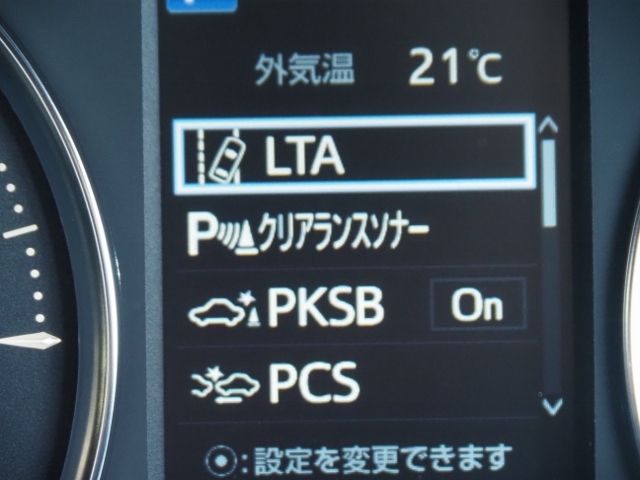 外気温 21℃
LTA
クリアランスソナー
PKSB On
PCS
:設定を変更できます